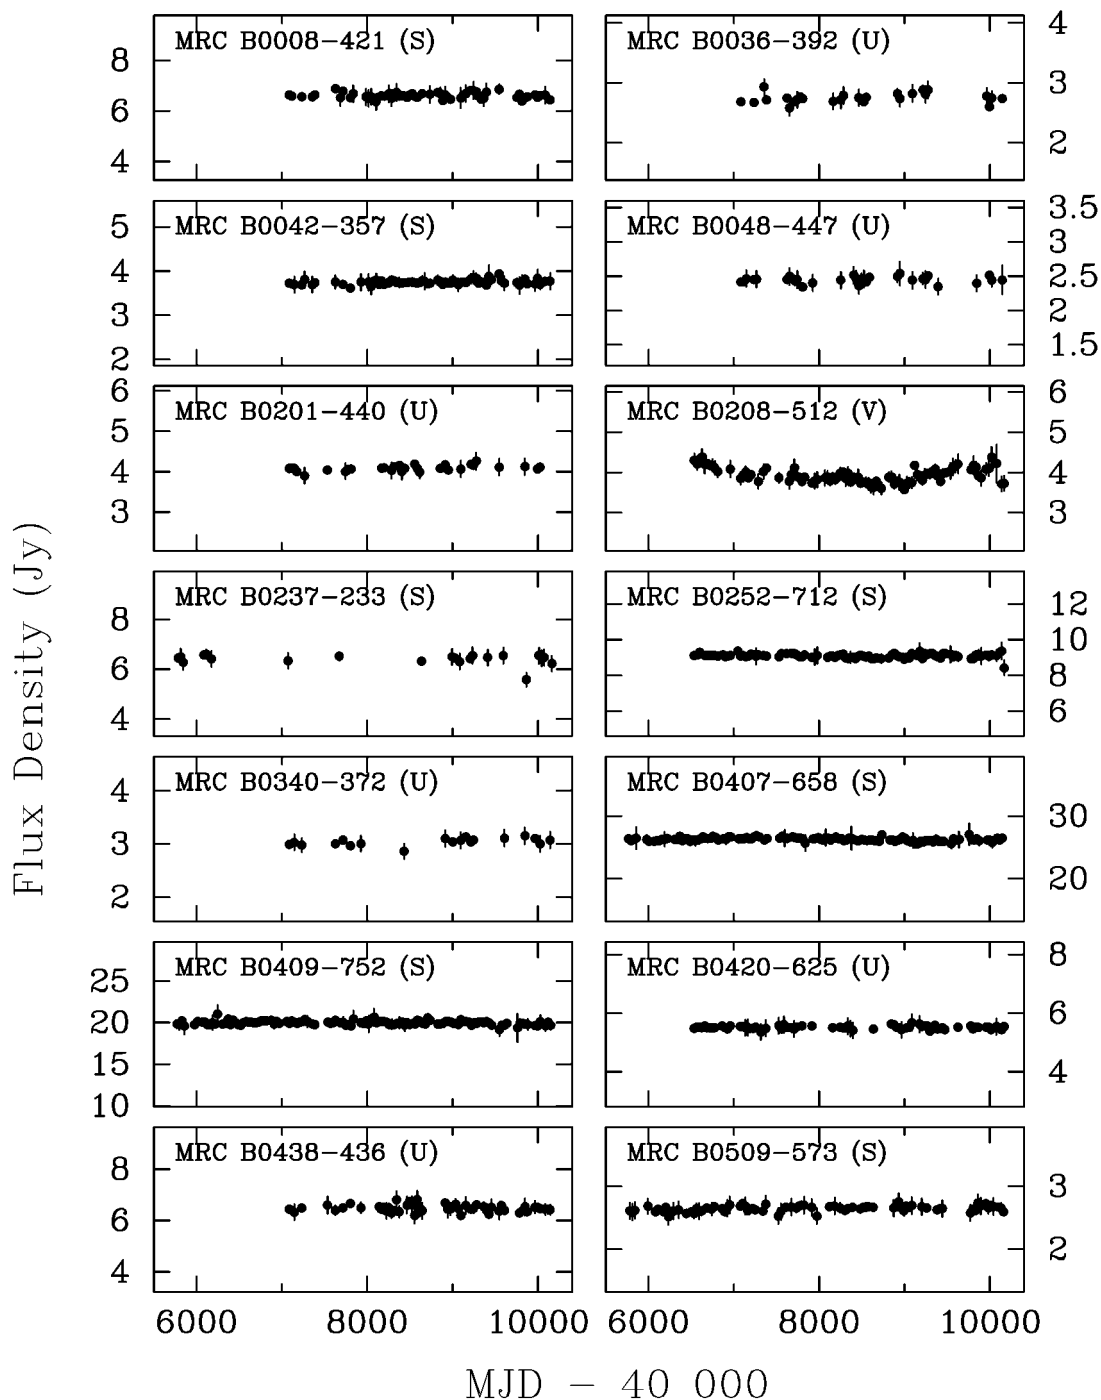 MRC B0008−421 (S)
8
6
4
MRC B0036−392 (U)
4
3
2
MRC B0042−357 (S)
5
4
3
2
MRC B0048−447 (U)
3.5
3
2.5
2
1.5
MRC B0201−440 (U)
6
5
4
3
MRC B0208−512 (V)
6
5
4
3
MRC B0237−233 (S)
8
6
4
MRC B0252−712 (S)
12
10
8
6
MRC B0340−372 (U)
4
3
2
MRC B0407−658 (S)
30
20
MRC B0409−752 (S)
25
20
15
10
MRC B0420−625 (U)
8
6
4
MRC B0438−436 (U)
8
6
4
MRC B0509−573 (S)
3
2
6000 8000 10000
6000 8000 10000
Flux Density (Jy)
MJD − 40 000